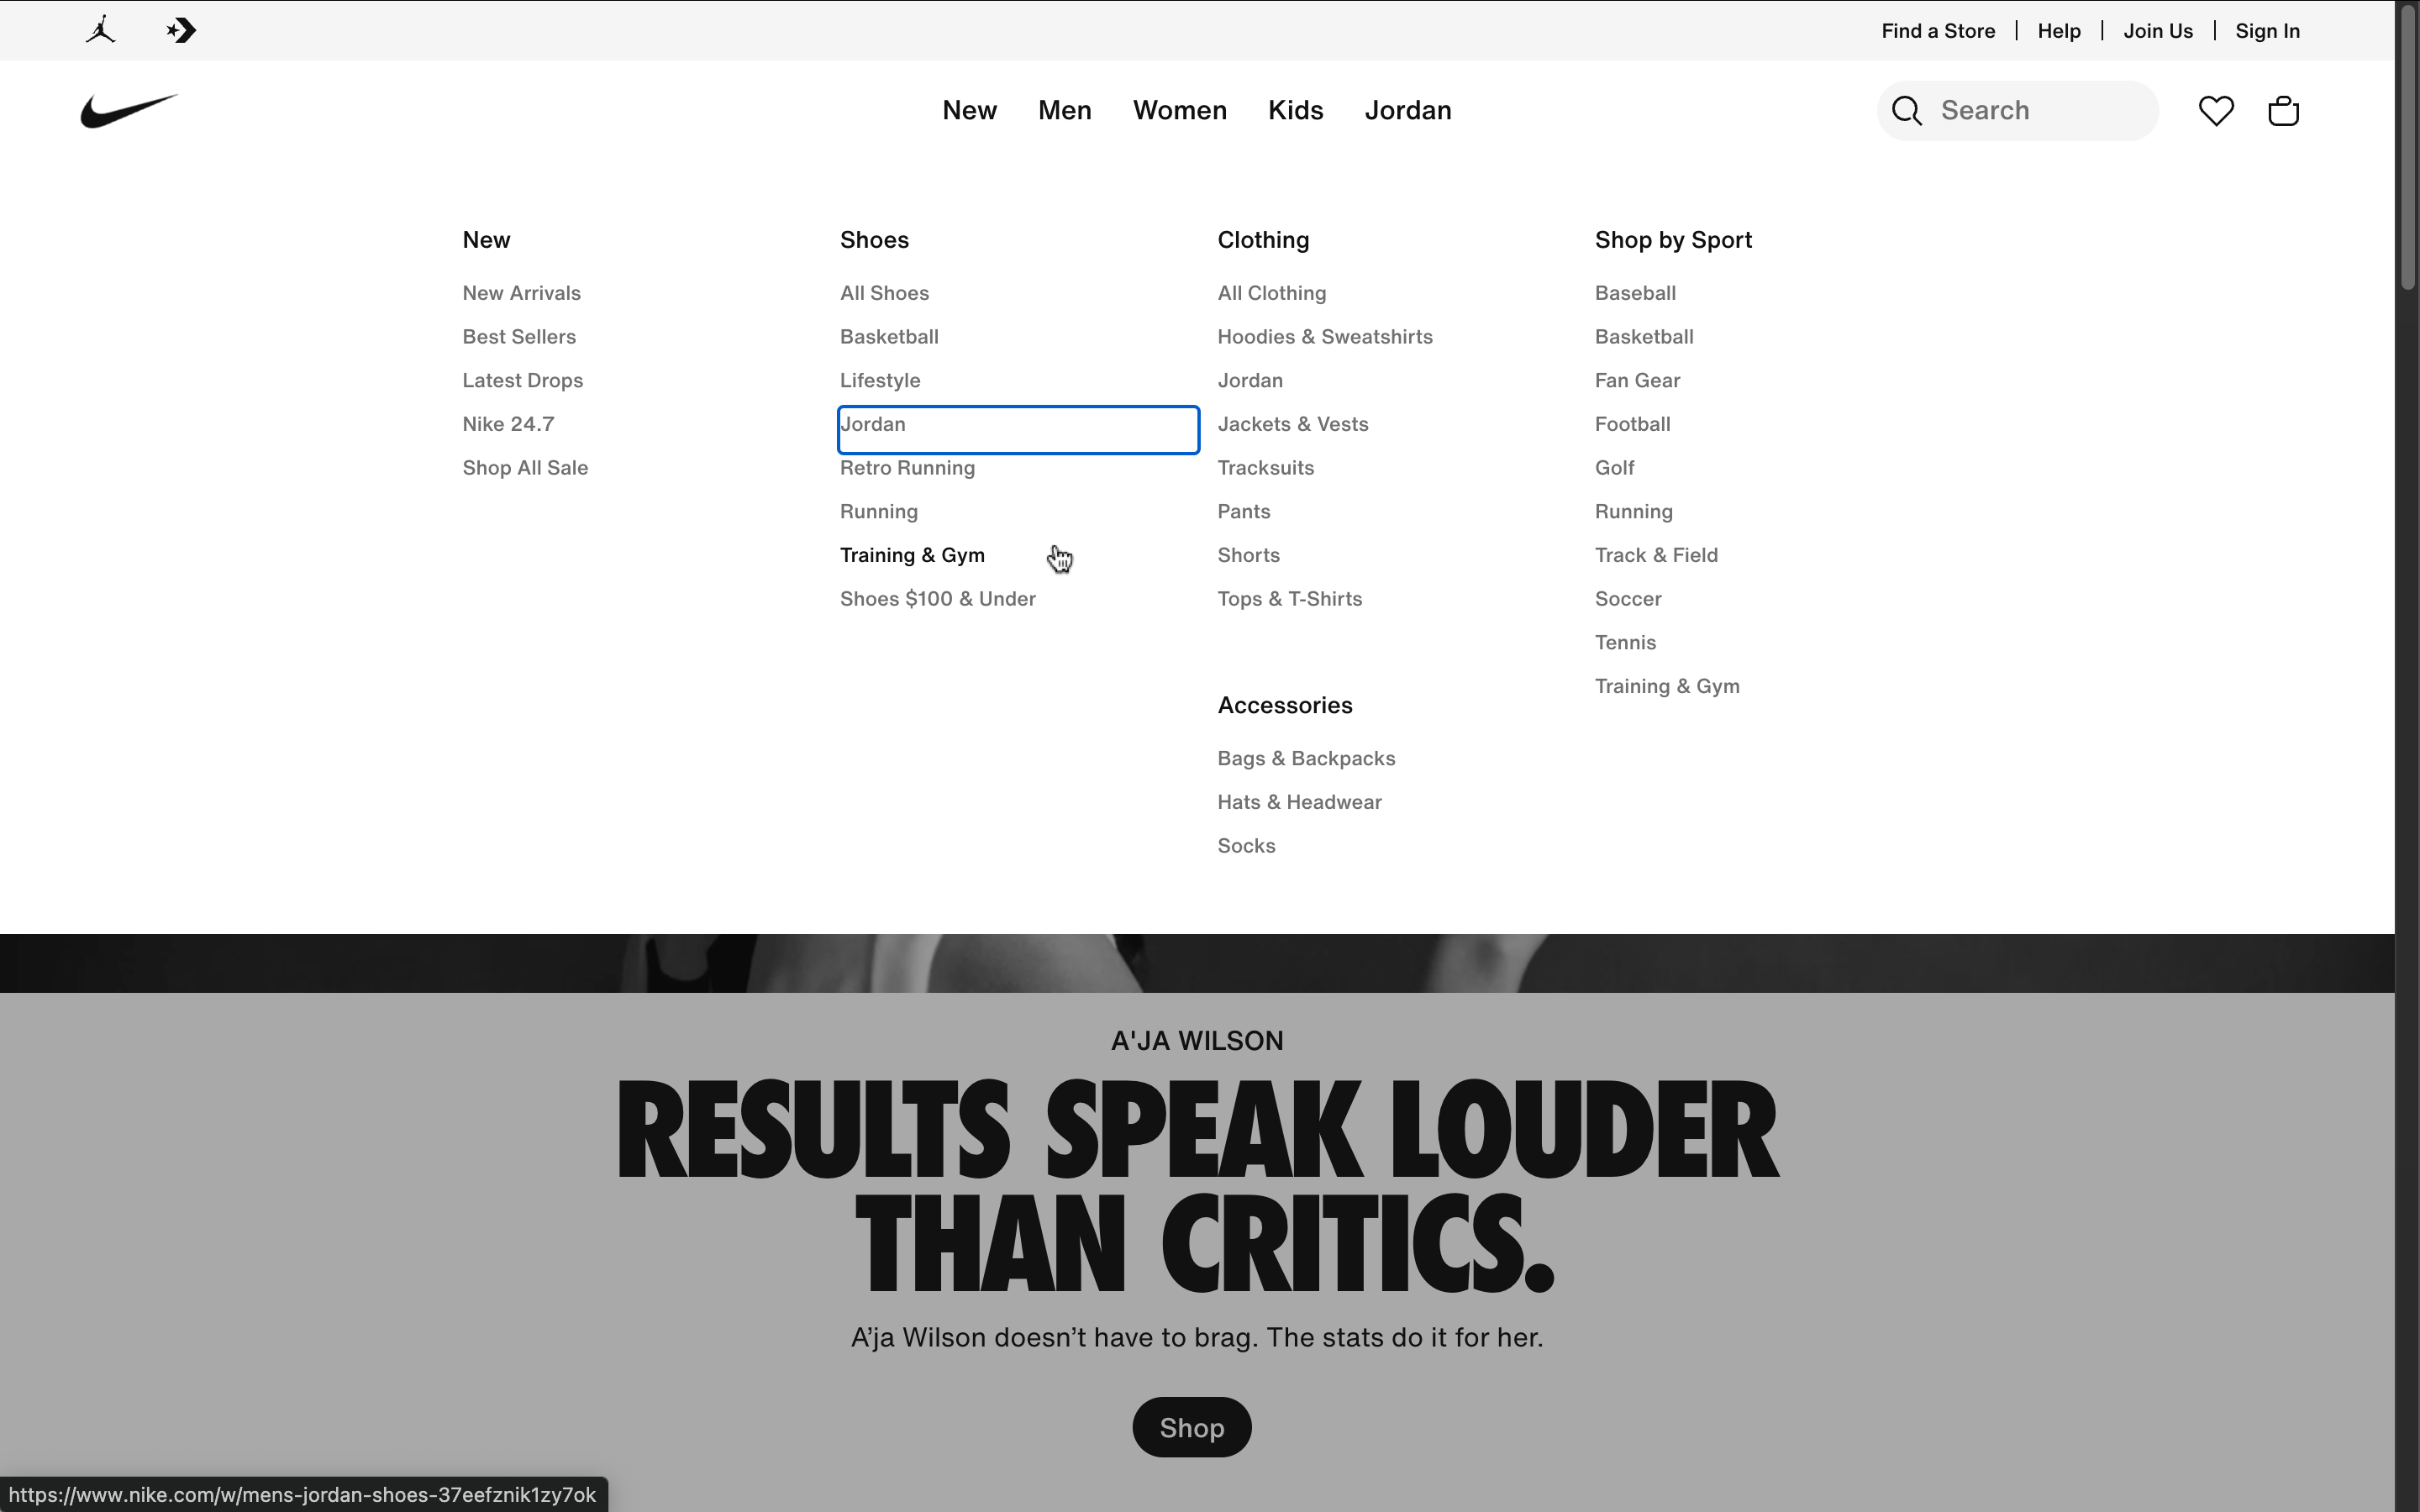 Find a Store
Help
Join Us
Sign In
New
Men
Women
Kids
Jordan
Search
New
New Arrivals
Best Sellers
Latest Drops
Nike 24.7
Shop All Sale
Shoes
All Shoes
Basketball
Lifestyle
Jordan
Retro Running
Running
Training & Gym
Shoes $100 & Under
Clothing
All Clothing
Hoodies & Sweatshirts
Jordan
Jackets & Vests
Tracksuits
Pants
Shorts
Tops & T-Shirts
Accessories
Bags & Backpacks
Hats & Headwear
Socks
Shop by Sport
Baseball
Basketball
Fan Gear
Football
Golf
Running
Track & Field
Soccer
Tennis
Training & Gym
A'JA WILSON
RESULTS SPEAK LOUDER
THAN CRITICS.
A’ja Wilson doesn’t have to brag. The stats do it for her.
Shop
https://www.nike.com/w/mens-jordan-shoes-37eefznik1zy7ok